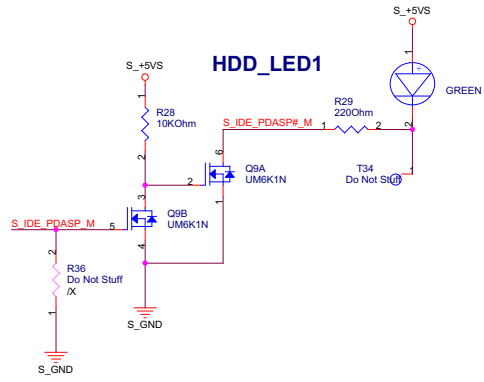 S_+5VS
HDD_LED1
S_+5VS
1
GREEN
2
1
R28
10KOhm
2
S_IDE_PDASP#_M
1
R29
220Ohm
2
T34
Do Not Stuff
1
6
Q9A
UM6K1N
2
1
3
Q9B
UM6K1N
5
4
S_IDE_PDASP_M
2
R36
Do Not Stuff
/X
1
S_GND
S_GND